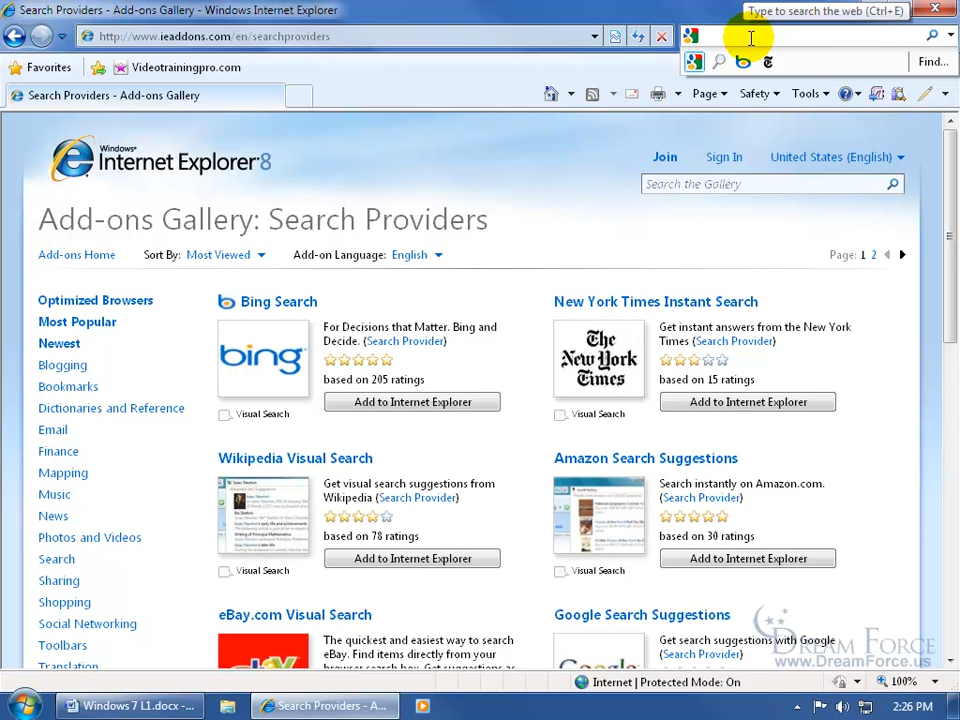 Search Providers - Add-ons Gallery - Windows Internet Explorer
Type to search the web (Ctrl+E)
http://www.ieaddons.com/en/searchproviders
Favorites
Videotrainingpro.com
Find...
Search Providers - Add-ons Gallery
Page
Safety
Tools
Windows
Internet Explorer 8
Join
Sign In
United States (English)
Search the Gallery
Add-ons Gallery: Search Providers
Add-ons Home
Sort By: Most Viewed
Add-on Language: English
Page: 1 2
Optimized Browsers
Most Popular
Newest
Blogging
Bookmarks
Dictionaries and Reference
Email
Finance
Mapping
Music
News
Photos and Videos
Search
Sharing
Shopping
Social Networking
Toolbars
Translation
Bing Search
bing
For Decisions that Matter. Bing and
Decide. (Search Provider)
based on 205 ratings
Add to Internet Explorer
Visual Search
New York Times Instant Search
The
New York
Times
Get instant answers from the New York
Times (Search Provider)
based on 15 ratings
Add to Internet Explorer
Visual Search
Wikipedia Visual Search
Get visual search suggestions from
Wikipedia (Search Provider)
based on 78 ratings
Add to Internet Explorer
Visual Search
Amazon Search Suggestions
Search instantly on Amazon.com.
(Search Provider)
based on 30 ratings
Add to Internet Explorer
Visual Search
eBay.com Visual Search
The quickest and easiest way to search
eBay. Find anything directly from your
Google Search Suggestions
Get search suggestions with Google
(Search Provider)
DREAM FORCE
www.DreamForce.us
Internet | Protected Mode: On
100%
Windows 7 L1.docx -...
Search Providers - A...
2:26 PM